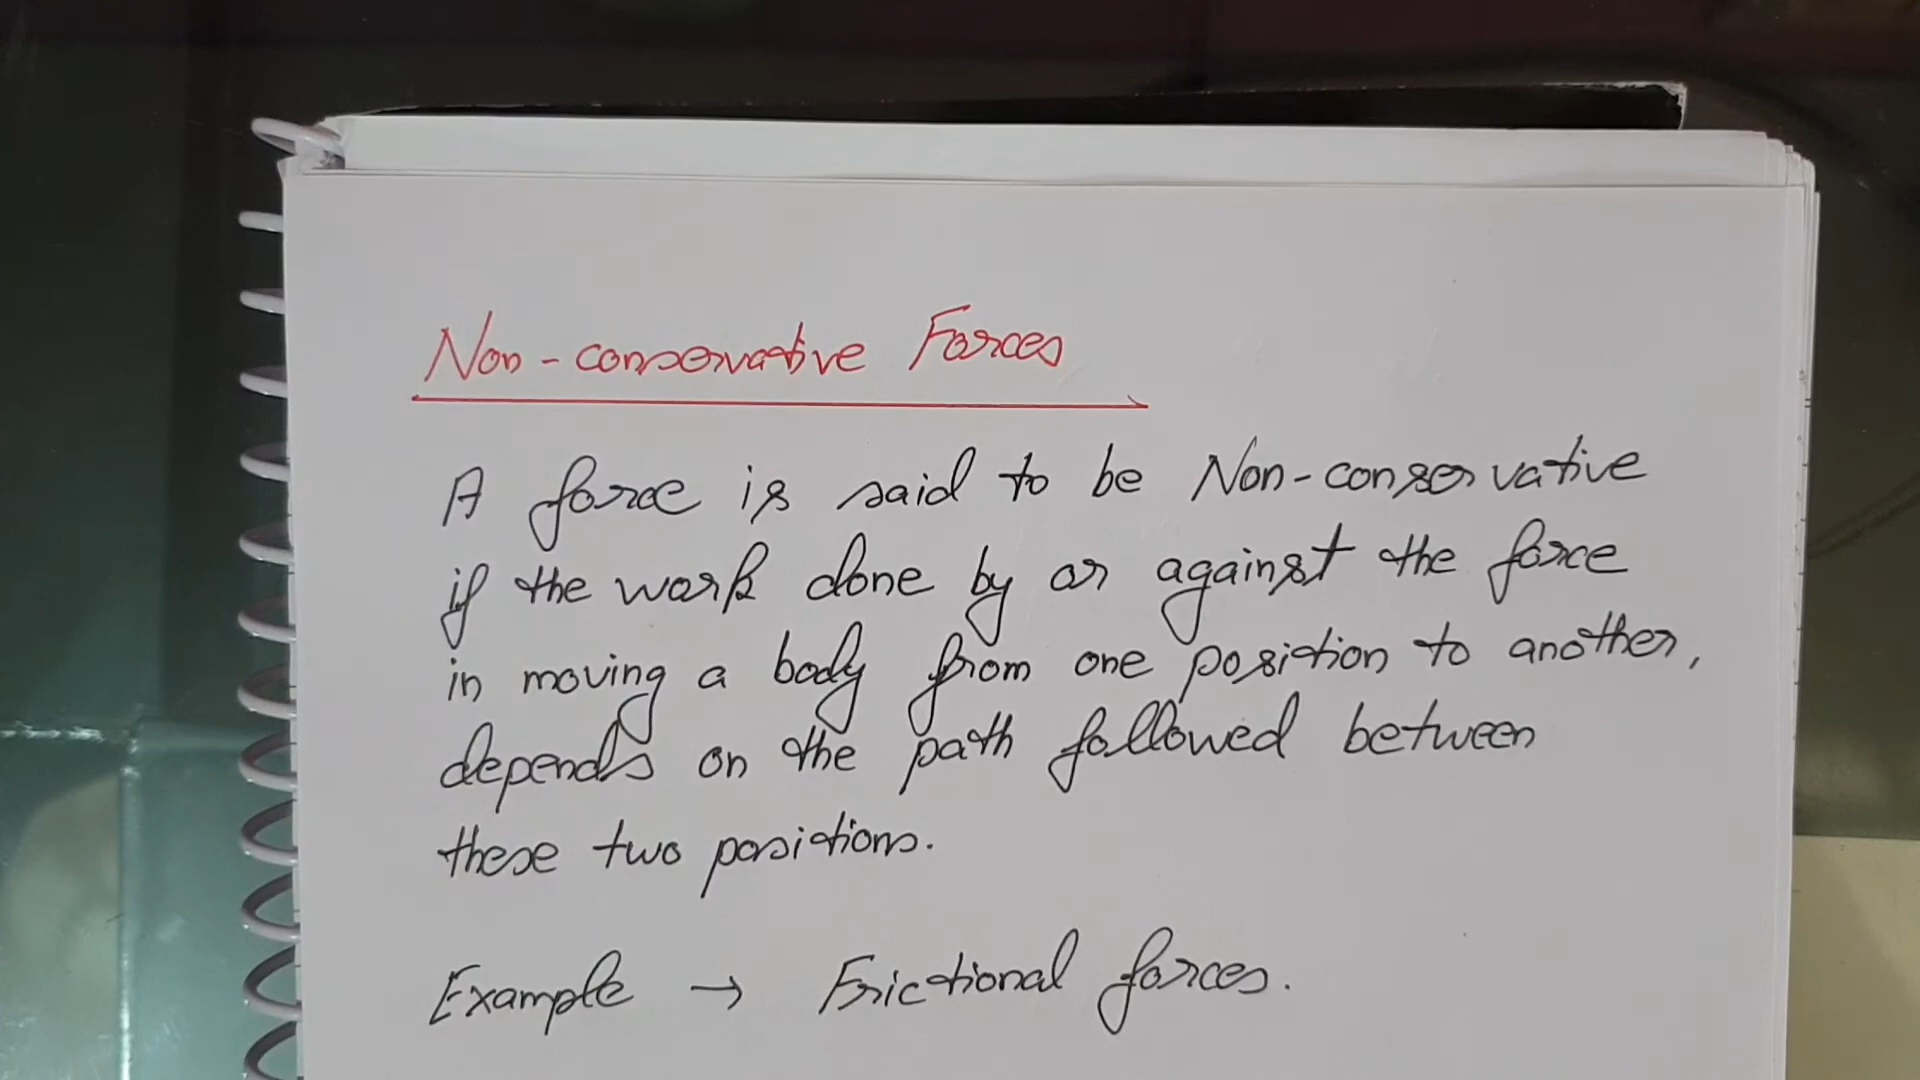 Non-conservative Forces
A force is said to be Non-conservative
if the work done by or against the force
in moving a body from one position to another,
depends on the path followed between
these two positions.
Example → Frictional forces.